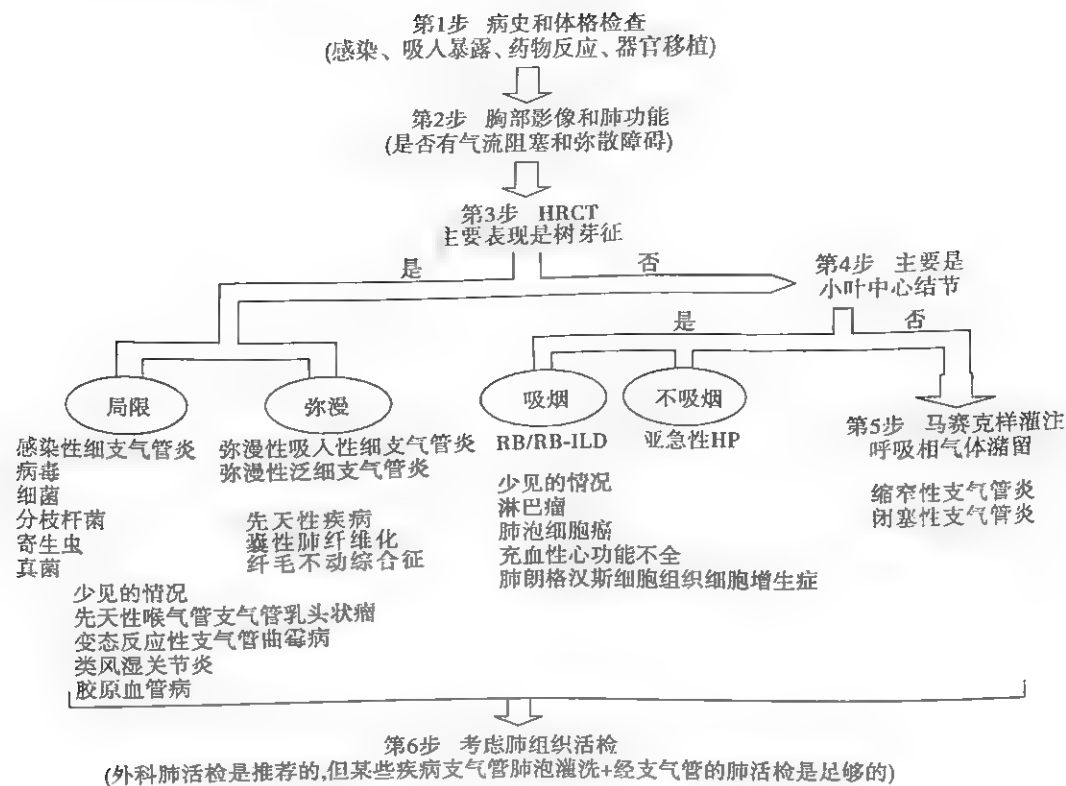 第1步 病史和体格检查
(感染、吸入暴露、药物反应、器官移植)
第2步 胸部影像和肺功能
(是否有气流阻塞和弥散障碍)
第3步 HRCT
主要表现是树芽征
是
否
第4步 主要是
小叶中心结节
是
否
局限
弥漫
吸烟
不吸烟
感染性细支气管炎
病毒
细菌
分枝杆菌
寄生虫
真菌
弥漫性吸入性细支气管炎
弥漫性泛细支气管炎
先天性疾病
囊性肺纤维化
纤毛不动综合征
少见的情况
先天性喉气管支气管乳头状瘤
变态反应性支气管曲霉病
类风湿关节炎
胶原血管病
RB/RB-ILD
少见的情况
淋巴瘤
肺泡细胞癌
充血性心功能不全
肺朗格汉斯细胞组织细胞增生症
亚急性HP
第5步 马赛克样灌注
呼吸相气体潴留
缩窄性支气管炎
闭塞性支气管炎
第6步 考虑肺组织活检
(外科肺活检是推荐的,但某些疾病支气管肺泡灌洗+经支气管的肺活检是足够的)